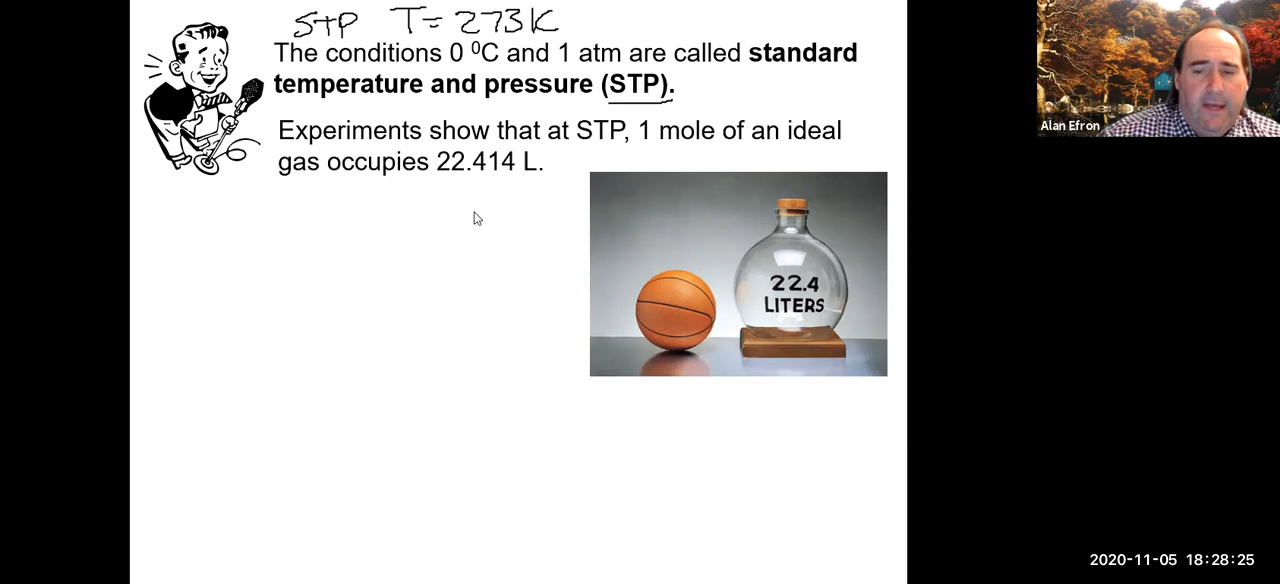 STP T = 273 K
The conditions 0 ⁰C and 1 atm are called standard
temperature and pressure (STP).
Experiments show that at STP, 1 mole of an ideal
gas occupies 22.414 L.
22.4
LITERS
Alan Efron
2020-11-05 18:28:25